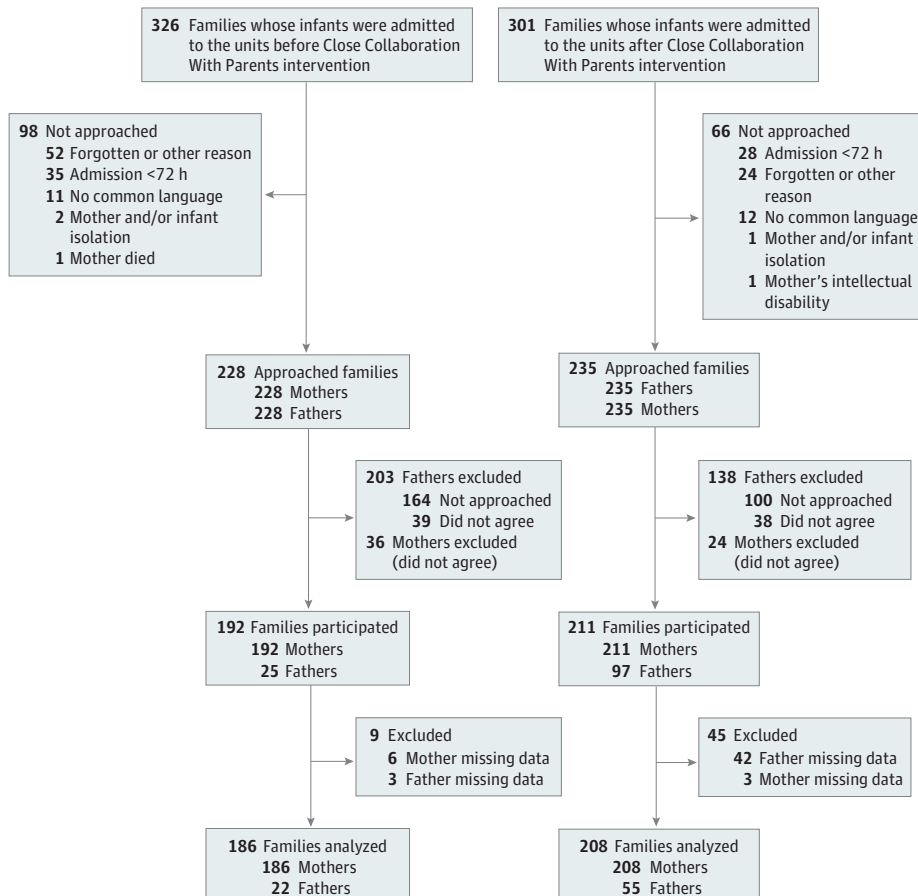 326 Families whose infants were admitted
to the units before Close Collaboration
With Parents intervention
301 Families whose infants were admitted
to the units after Close Collaboration
With Parents intervention
98 Not approached
52 Forgotten or other reason
35 Admission <72 h
11 No common language
2 Mother and/or infant
isolation
1 Mother died
66 Not approached
28 Admission <72 h
24 Forgotten or other
reason
12 No common language
1 Mother and/or infant
isolation
1 Mother's intellectual
disability
228 Approached families
228 Mothers
228 Fathers
235 Approached families
235 Fathers
235 Mothers
203 Fathers excluded
164 Not approached
39 Did not agree
36 Mothers excluded
(did not agree)
138 Fathers excluded
100 Not approached
38 Did not agree
24 Mothers excluded
(did not agree)
192 Families participated
192 Mothers
25 Fathers
211 Families participated
211 Mothers
97 Fathers
9 Excluded
6 Mother missing data
3 Father missing data
45 Excluded
42 Father missing data
3 Mother missing data
186 Families analyzed
186 Mothers
22 Fathers
208 Families analyzed
208 Mothers
55 Fathers